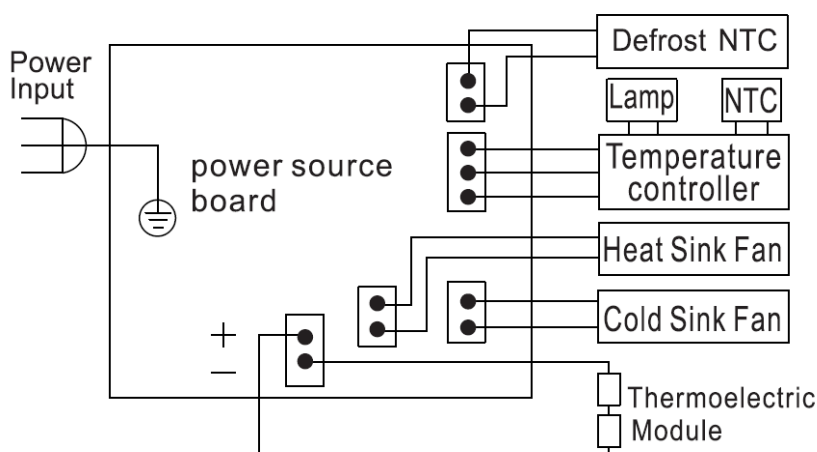 Power
Input
power source
board
+
—
Defrost NTC
Lamp
NTC
Temperature
controller
Heat Sink Fan
Cold Sink Fan
Thermoelectric
Module